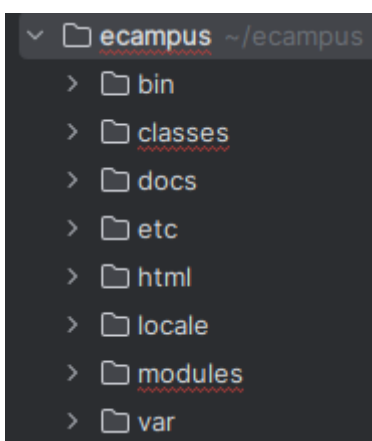 ecampus ~/ecampus
bin
classes
docs
etc
html
locale
modules
var